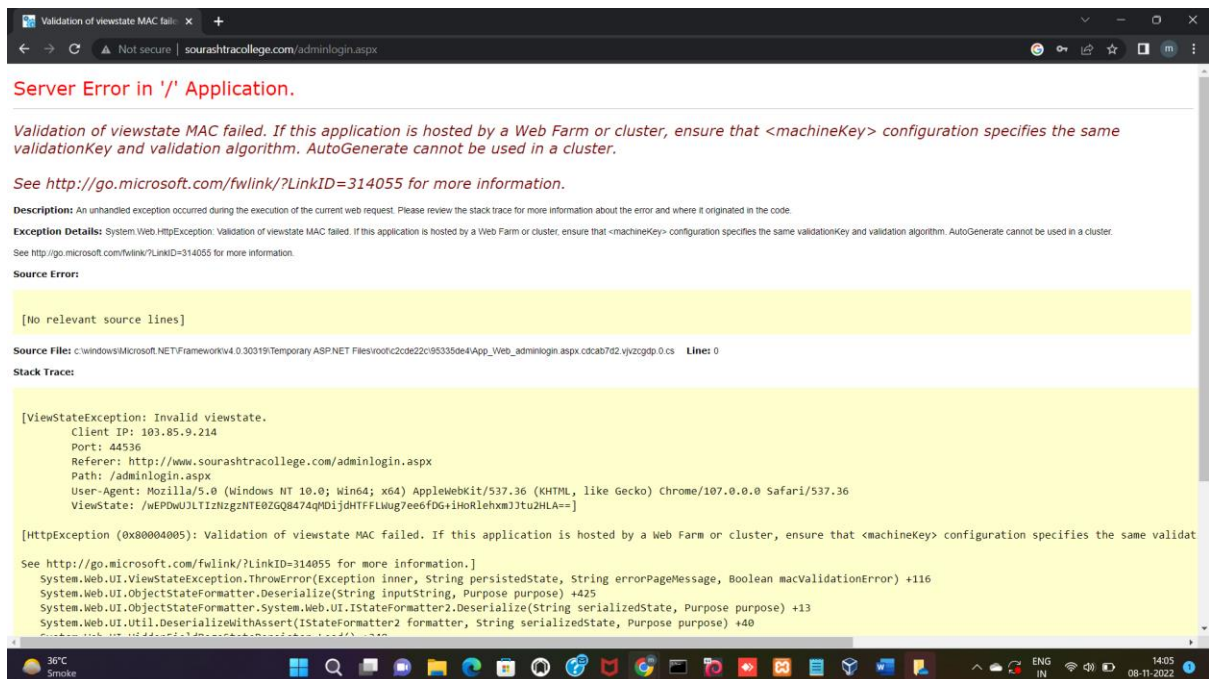 Validation of viewstate MAC faile
Not secure | sourashtracollege.com/adminlogin.aspx
m
Server Error in '/' Application.
Validation of viewstate MAC failed. If this application is hosted by a Web Farm or cluster, ensure that <machineKey> configuration specifies the same
validationKey and validation algorithm. AutoGenerate cannot be used in a cluster.
See http://go.microsoft.com/fwlink/?LinkID=314055 for more information.
Description: An unhandled exception occurred during the execution of the current web request. Please review the stack trace for more information about the error and where it originated in the code.
Exception Details: System.Web.HttpException: Validation of viewstate MAC failed. If this application is hosted by a Web Farm or cluster, ensure that <machineKey> configuration specifies the same validationKey and validation algorithm. AutoGenerate cannot be used in a cluster.
See http://go.microsoft.com/fwlink/?LinkID=314055 for more information.
Source Error:
[No relevant source lines]
Source File: c:\windows\Microsoft.NET\Framework\v4.0.30319\Temporary ASP.NET Files\root\c2cde22c\95335de4\App_Web_adminlogin.aspx.cdcab7d2.vjvzcgdp.0.cs Line: 0
Stack Trace:
[ViewStateException: Invalid viewstate.
Client IP: 103.85.9.214
Port: 44536
Referer: http://www.sourashtracollege.com/adminlogin.aspx
Path: /adminlogin.aspx
User-Agent: Mozilla/5.0 (Windows NT 10.0; Win64; x64) AppleWebKit/537.36 (KHTML, like Gecko) Chrome/107.0.0.0 Safari/537.36
ViewState: /wEPDwUJLTIzNzgzNTE0ZGQ8474qMDijdHTFFLWug7ee6fDG+iHoRlehxmJJtu2HLA==]
[HttpException (0x80004005): Validation of viewstate MAC failed. If this application is hosted by a Web Farm or cluster, ensure that <machineKey> configuration specifies the same validat
See http://go.microsoft.com/fwlink/?LinkID=314055 for more information.]
System.Web.UI.ViewStateException.ThrowError(Exception inner, String persistedState, String errorPageMessage, Boolean macValidationError) +116
System.Web.UI.ObjectStateFormatter.Deserialize(String inputString, Purpose purpose) +425
System.Web.UI.ObjectStateFormatter.System.Web.UI.IStateFormatter2.Deserialize(String serializedState, Purpose purpose) +13
System.Web.UI.Util.DeserializeWithAssert(IStateFormatter2 formatter, String serializedState, Purpose purpose) +40
36°C
Smoke
ENG
IN
14:05
08-11-2022
1